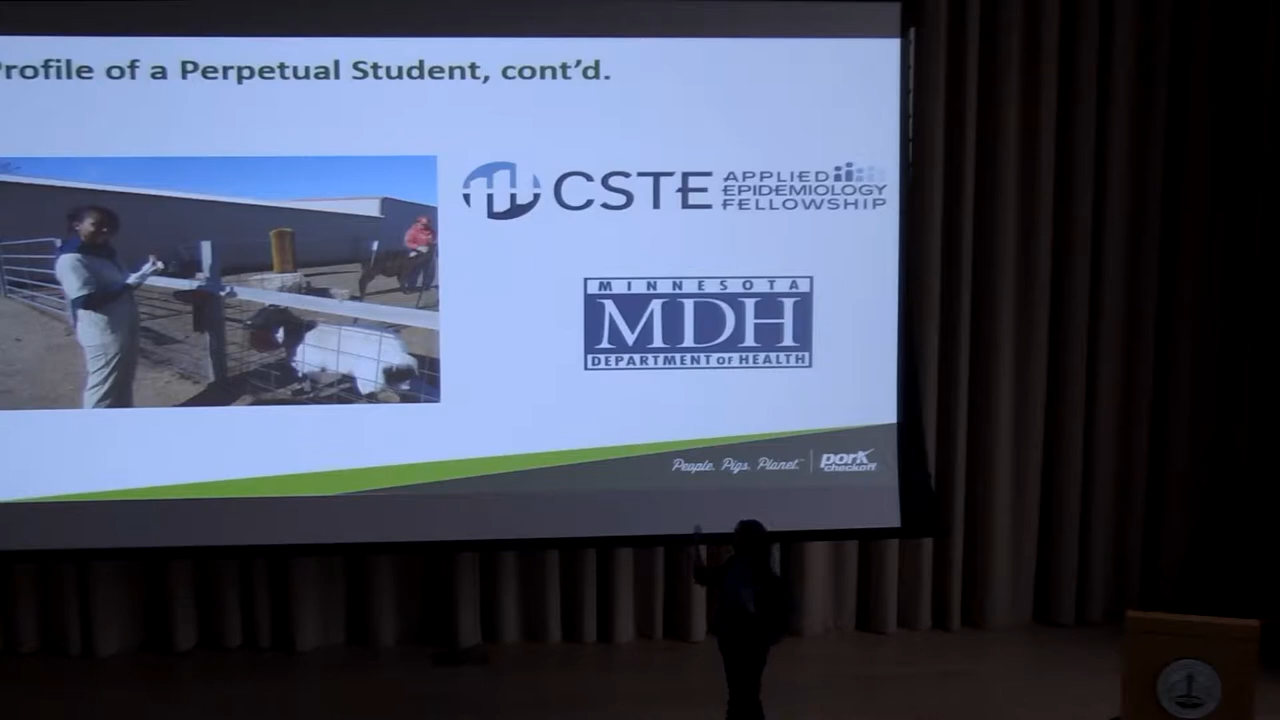 Profile of a Perpetual Student, cont'd.
CSTE
APPLIED
EPIDEMIOLOGY
FELLOWSHIP
MINNESOTA
MDH
DEPARTMENT OF HEALTH
People. Pigs. Planet.™
pork
checkoff